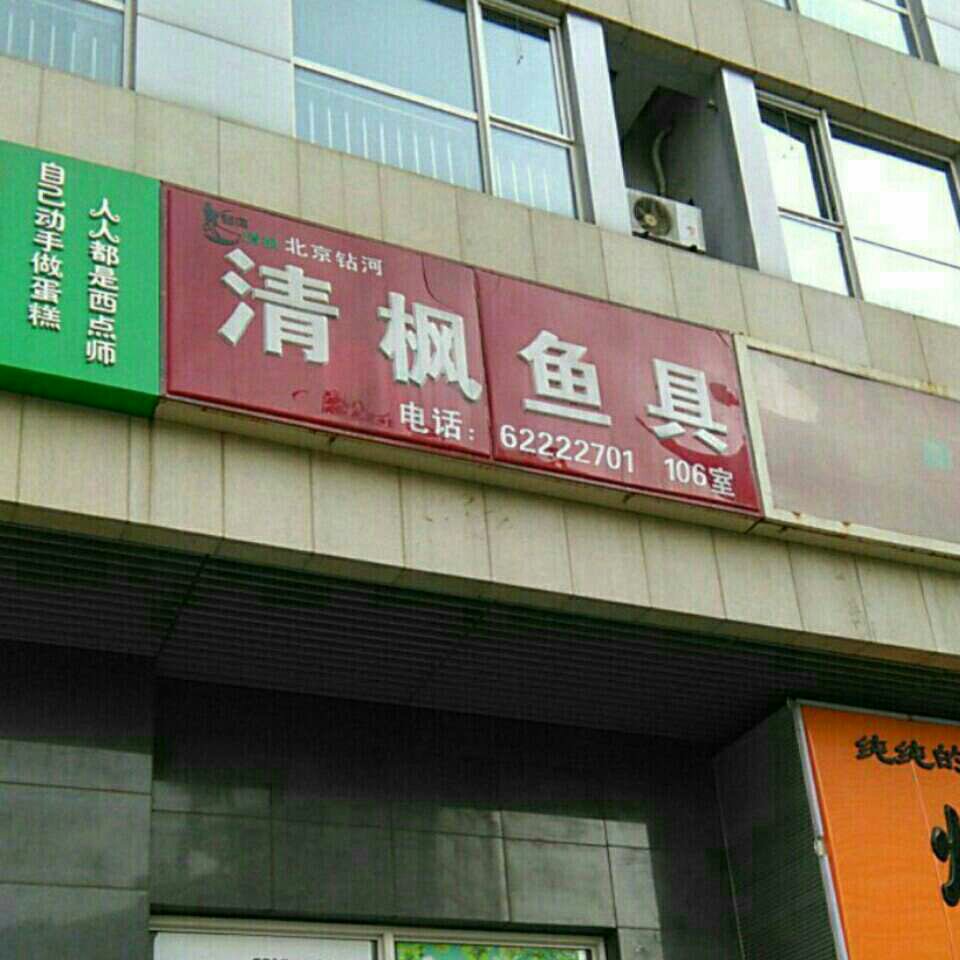 人人都是西点师
自己动手做蛋糕
北京钻河
清枫鱼具
电话：62222701 106室
纯纯的